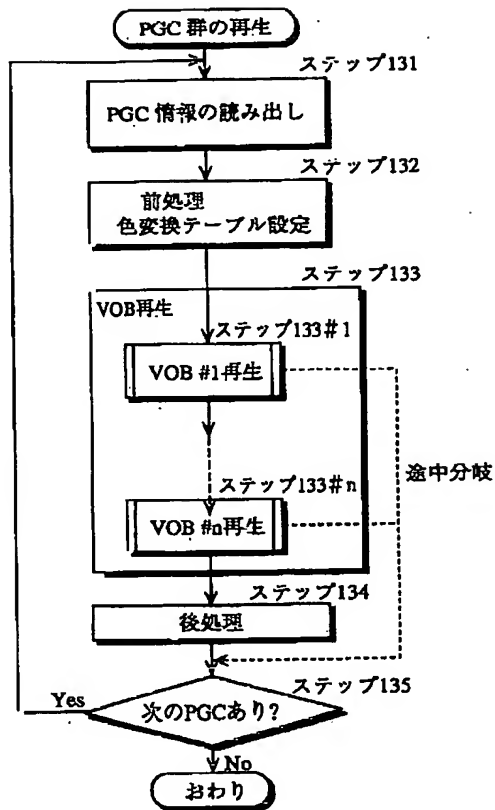 PGC 群の再生
ステップ131
PGC 情報の読み出し
ステップ132
前処理
色変換テーブル設定
ステップ133
VOB再生
ステップ133#1
VOB #1再生
途中分岐
ステップ133#n
VOB #n再生
ステップ134
後処理
ステップ135
Yes
次のPGCあり?
No
おわり